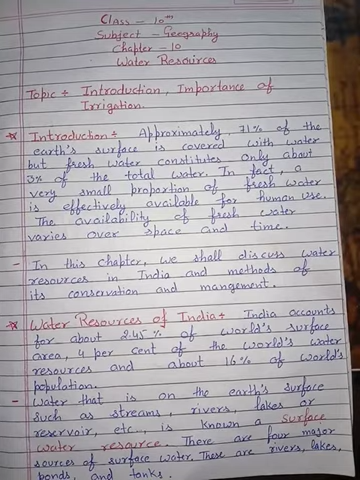 Class - 10th
Subject - Geography
Chapter - 10
Water Resources
Topic ÷ Introduction, Importance of
Irrigation.
Introduction ÷ Approximately, 71% of the
earth's surface is covered with water
but fresh water constitutes only about
3% of the total water. In fact, a
very small proportion of fresh water
is effectively available for human use.
The availability of fresh water
varies over space and time.
- In this chapter, we shall discuss water
resources in India and methods of
its conservation and mangement.
Water Resources of India ÷ India accounts
for about 2.45% of world's surface
area, 4 per cent of the world's water
resources and about 16% of world's
population.
- Water that is on the earth's surface
such as streams, rivers, lakes or
reservoir, etc., is known a surface
water resource. There are four major
sources of surface water. These are rivers, lakes,
ponds, and tanks.